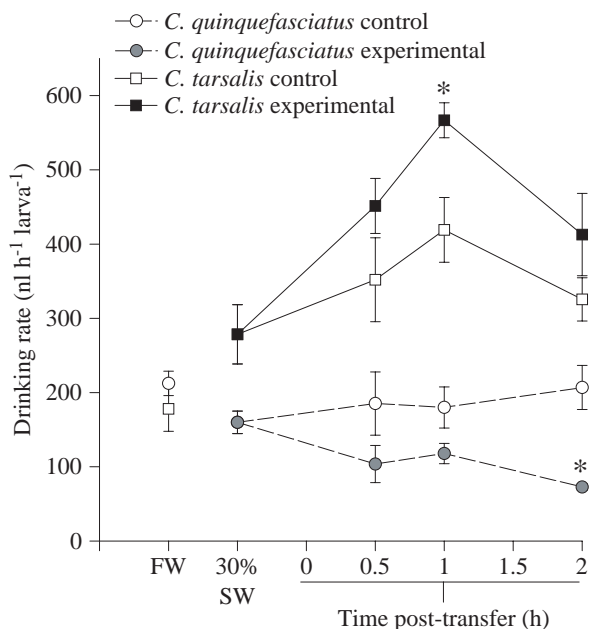 C. quinquefasciatus control
C. quinquefasciatus experimental
C. tarsalis control
C. tarsalis experimental
*
*
Drinking rate (nl h-1 larva-1)
600
500
400
300
200
100
0
FW 30% 0 0.5 1 1.5 2
SW
Time post-transfer (h)